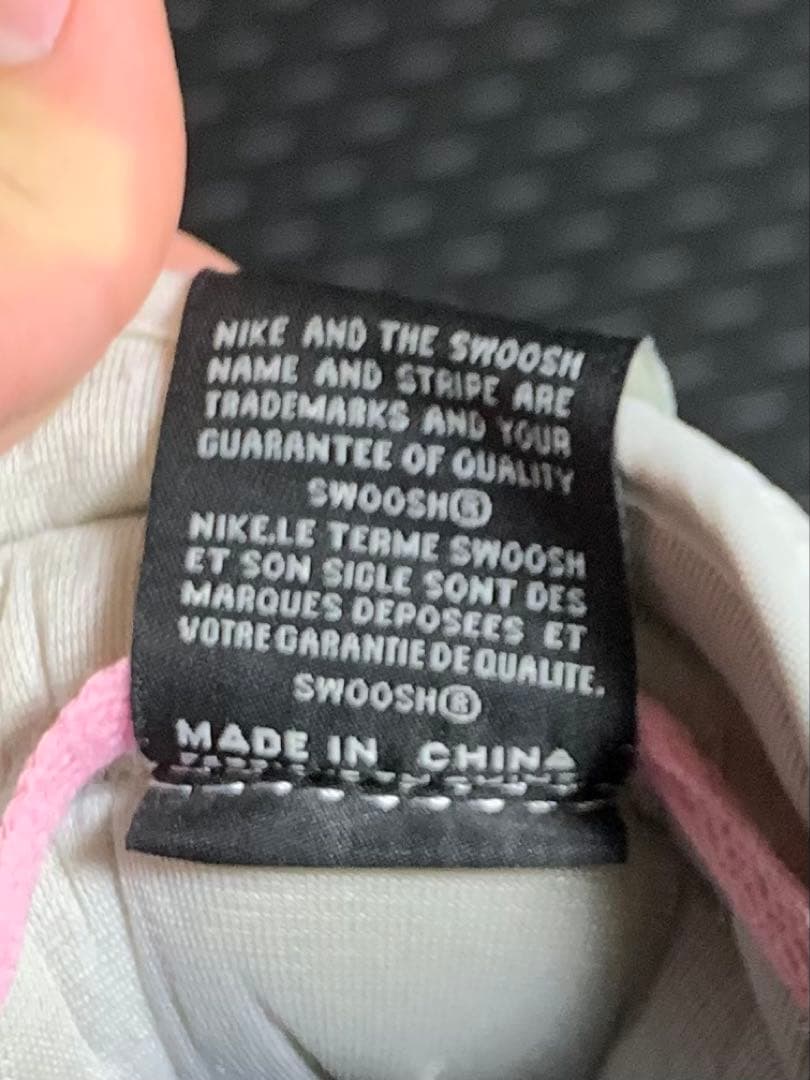 NIKE AND THE SWOOSH
NAME AND STRIPE ARE
TRADEMARKS AND YOUR
GUARANTEE OF QUALITY
SWOOSH®
NIKE.LE TERME SWOOSH
ET SON SIGLE SONT DES
MARQUES DEPOSEES ET
VOTRE GARANTIE DE QUALITE.
SWOOSH®
MADE IN CHINA